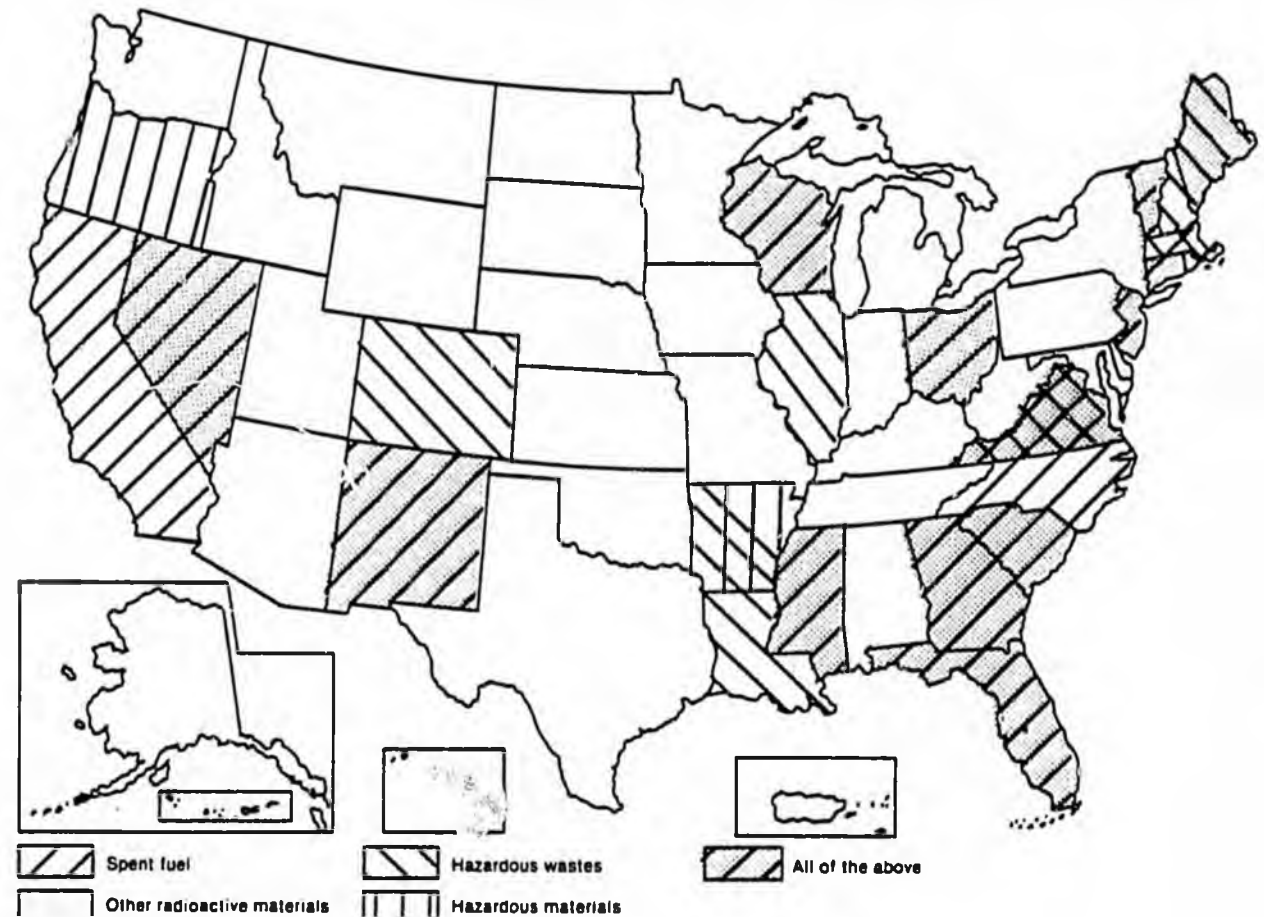 Spent fuel
Hazardous wastes
All of the above
Other radioactive materials
Hazardous materials